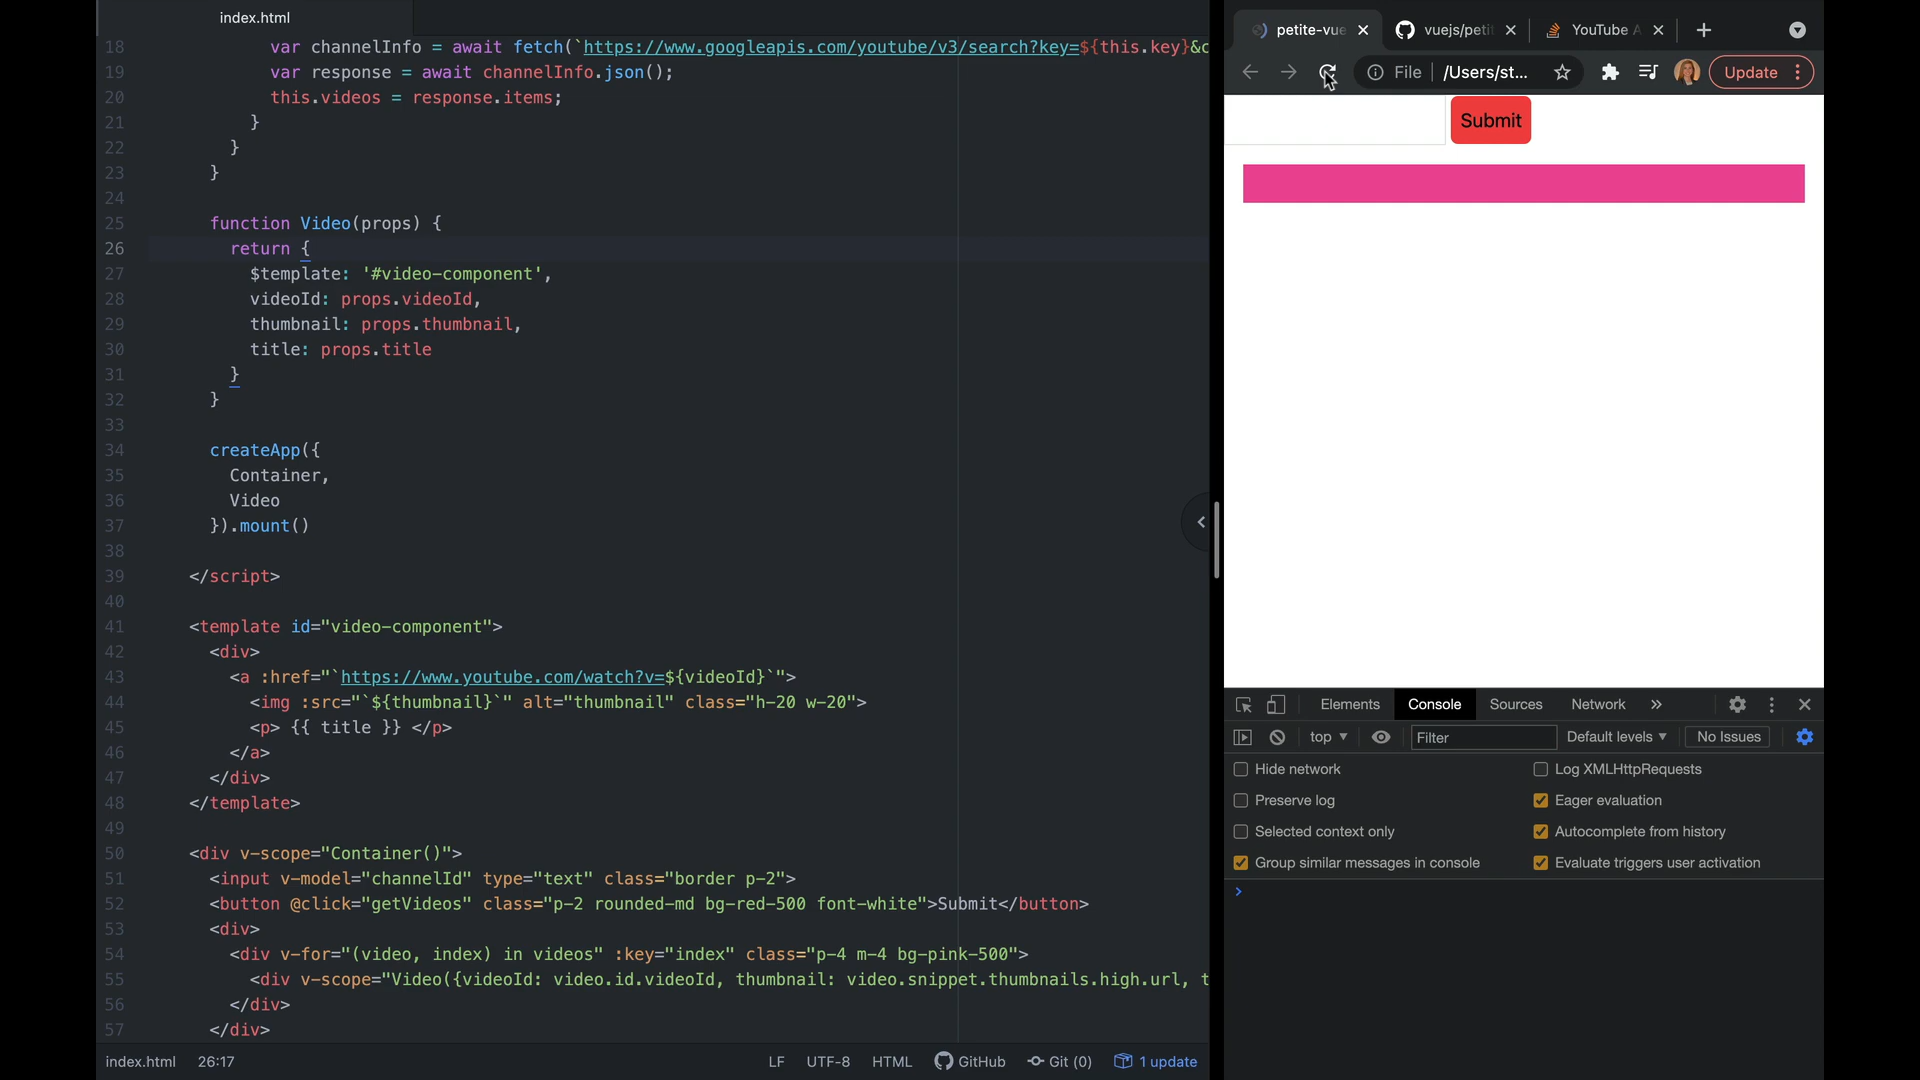 index.html
18 var channelInfo = await fetch(`https://www.googleapis.com/youtube/v3/search?key=${this.key}&c
19 var response = await channelInfo.json();
20 this.videos = response.items;
21 }
22 }
23 }
24
25 function Video(props) {
26 return {
27 $template: '#video-component',
28 videoId: props.videoId,
29 thumbnail: props.thumbnail,
30 title: props.title
31 }
32 }
33
34 createApp({
35 Container,
36 Video
37 }).mount()
38
39 </script>
40
41 <template id="video-component">
42 <div>
43 <a :href="`https://www.youtube.com/watch?v=${videoId}`">
44 <img :src="`${thumbnail}`" alt="thumbnail" class="h-20 w-20">
45 <p> {{ title }} </p>
46 </a>
47 </div>
48 </template>
49
50 <div v-scope="Container()">
51 <input v-model="channelId" type="text" class="border p-2">
52 <button @click="getVideos" class="p-2 rounded-md bg-red-500 font-white">Submit</button>
53 <div>
54 <div v-for="(video, index) in videos" :key="index" class="p-4 m-4 bg-pink-500">
55 <div v-scope="Video({videoId: video.id.videoId, thumbnail: video.snippet.thumbnails.high.url, t
56 </div>
57 </div>
index.html 26:17 LF UTF-8 HTML GitHub Git (0) 1 update
petite-vue vuejs/petit YouTube A
File /Users/st... Update
Submit
Elements Console Sources Network »
top Filter Default levels No Issues
Hide network Log XMLHttpRequests
Preserve log Eager evaluation
Selected context only Autocomplete from history
Group similar messages in console Evaluate triggers user activation